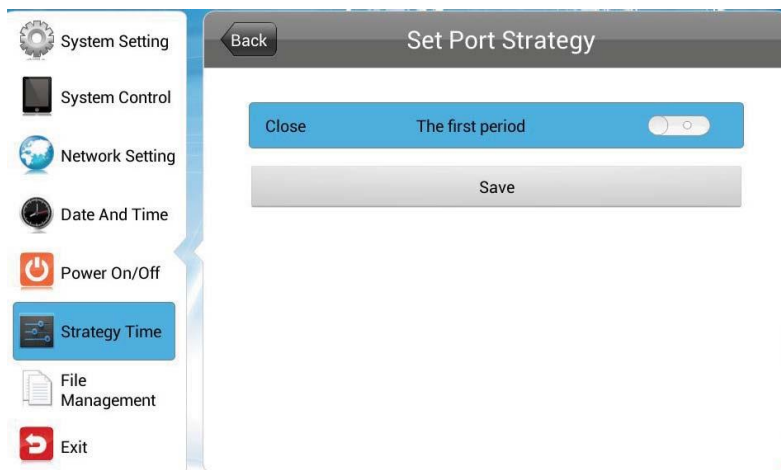 System Setting
System Control
Network Setting
Date And Time
Power On/Off
Strategy Time
File
Management
Exit
Back
Set Port Strategy
Close The first period
Save